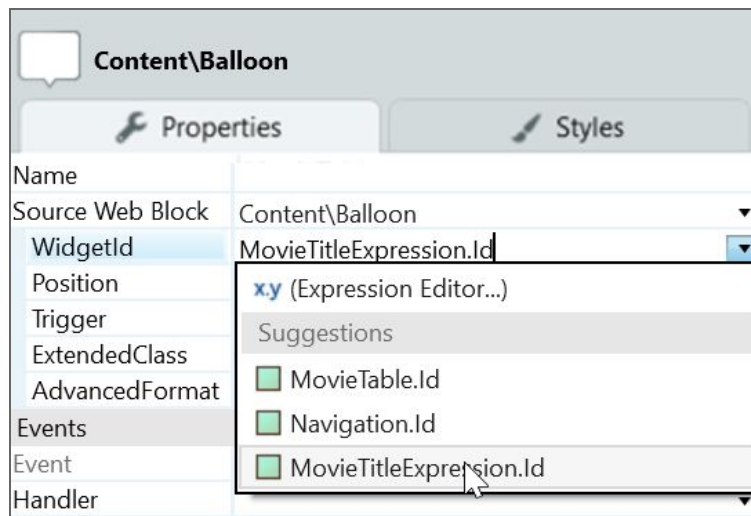 Content\Balloon
Properties Styles
Name
Source Web Block Content\Balloon
WidgetId MovieTitleExpression.Id
Position x.y (Expression Editor...)
Trigger Suggestions
ExtendedClass MovieTable.Id
AdvancedFormat Navigation.Id
Events
Event MovieTitleExpression.Id
Handler